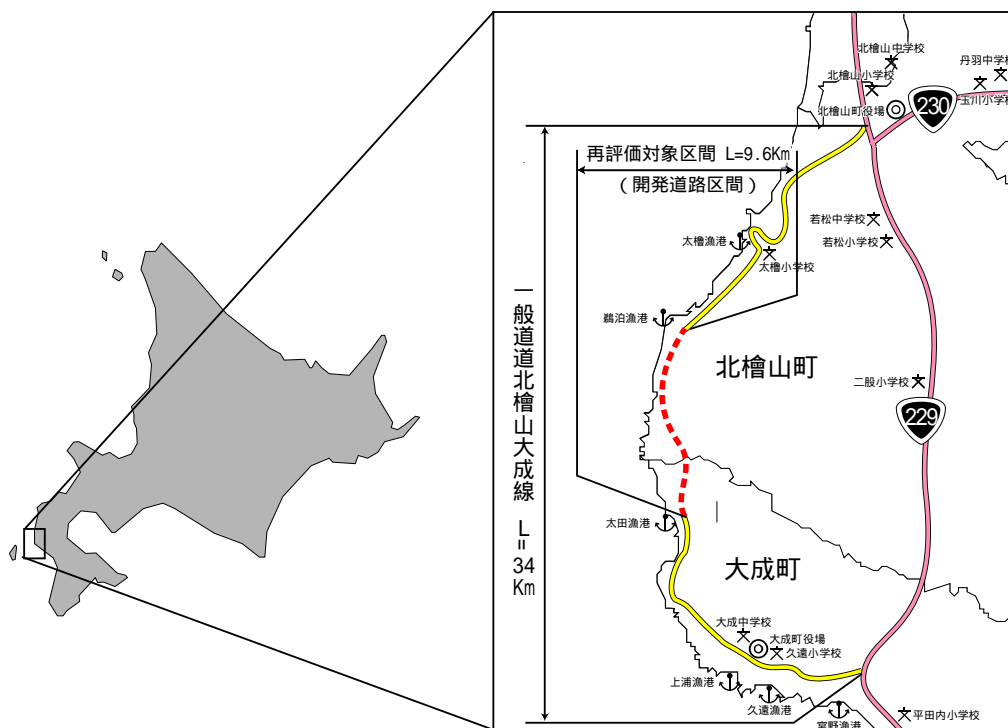 北檜山中学校
丹羽中学校
北檜山小学校
玉川小学校
北檜山町役場
230
再評価対象区間 L=9.6Km
(開発道路区間)
若松中学校
若松小学校
太櫓漁港
太櫓小学校
鵜泊漁港
一般道道北檜山大成線 L=34Km
北檜山町
二股小学校
229
太田漁港
大成町
大成中学校
大成町役場
久遠小学校
上浦漁港
久遠漁港
宮野漁港
平田内小学校